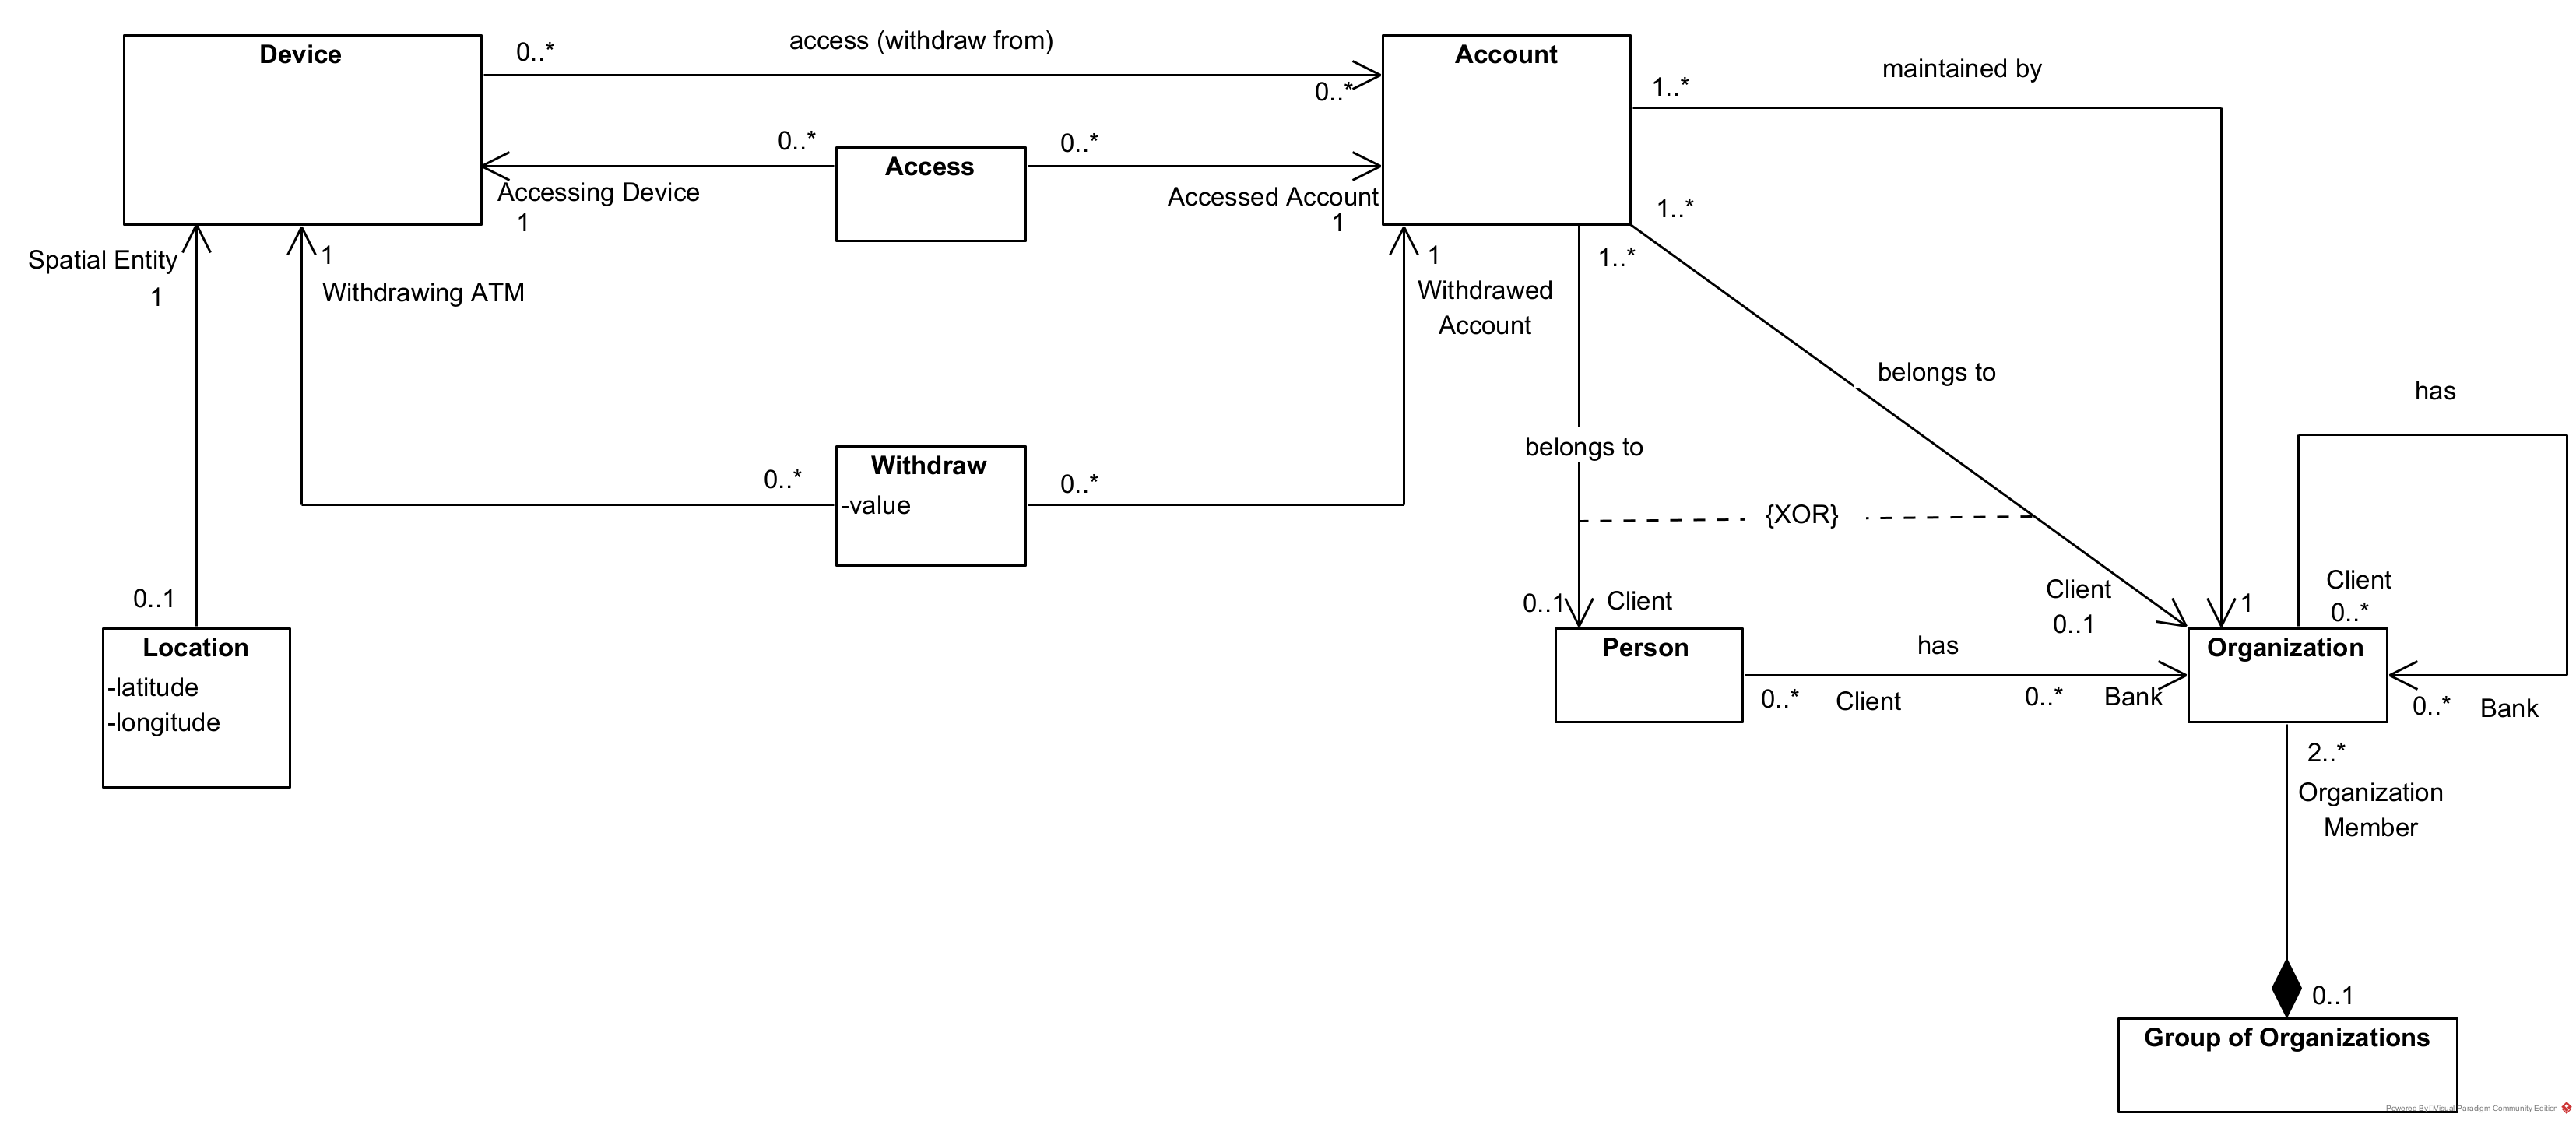 Device
0..*
access (withdraw from)
0..*
Account
1..*
maintained by
0..*
Access
0..*
Accessing Device
1
Accessed Account
1
1..*
1..*
Spatial Entity
1
1
Withdrawing ATM
1
Withdrawed
Account
belongs to
has
belongs to
0..*
Withdraw
-value
0..*
{XOR}
0..1
0..1
Client
Client
0..1
1
Client
0..*
Location
-latitude
-longitude
Person
has
Organization
0..*
Client
0..*
Bank
0..*
Bank
2..*
Organization
Member
0..1
Group of Organizations
Powered By Visual Paradigm Community Edition